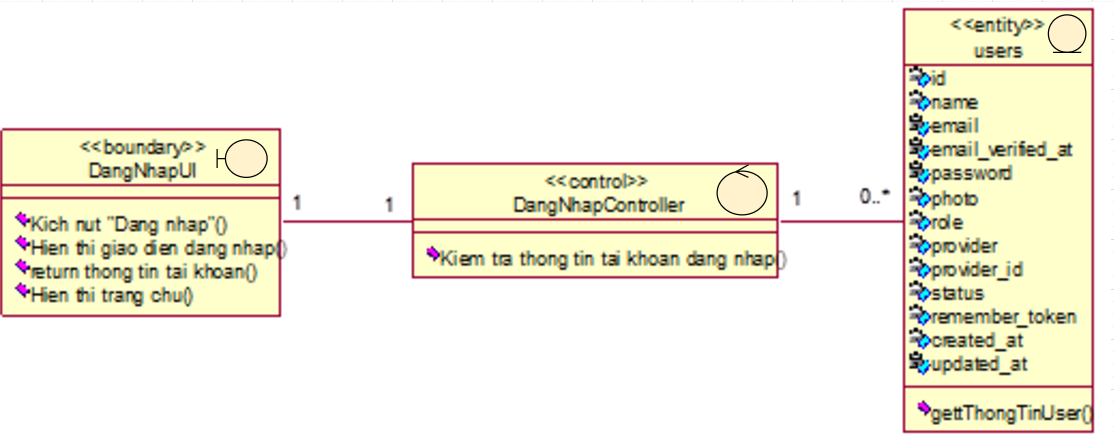 <<boundary>>
DangNhapUI
Kich nut "Dang nhap"()
Hien thi giao dien dang nhap()
return thong tin tai khoan()
Hien thi trang chu()
1
1
<<control>>
DangNhapController
Kiem tra thong tin tai khoan dang nhap()
1
0..*
<<entity>>
users
id
name
email
email_verified_at
password
photo
role
provider
provider_id
status
remember_token
created_at
updated_at
gettThongTinUser()